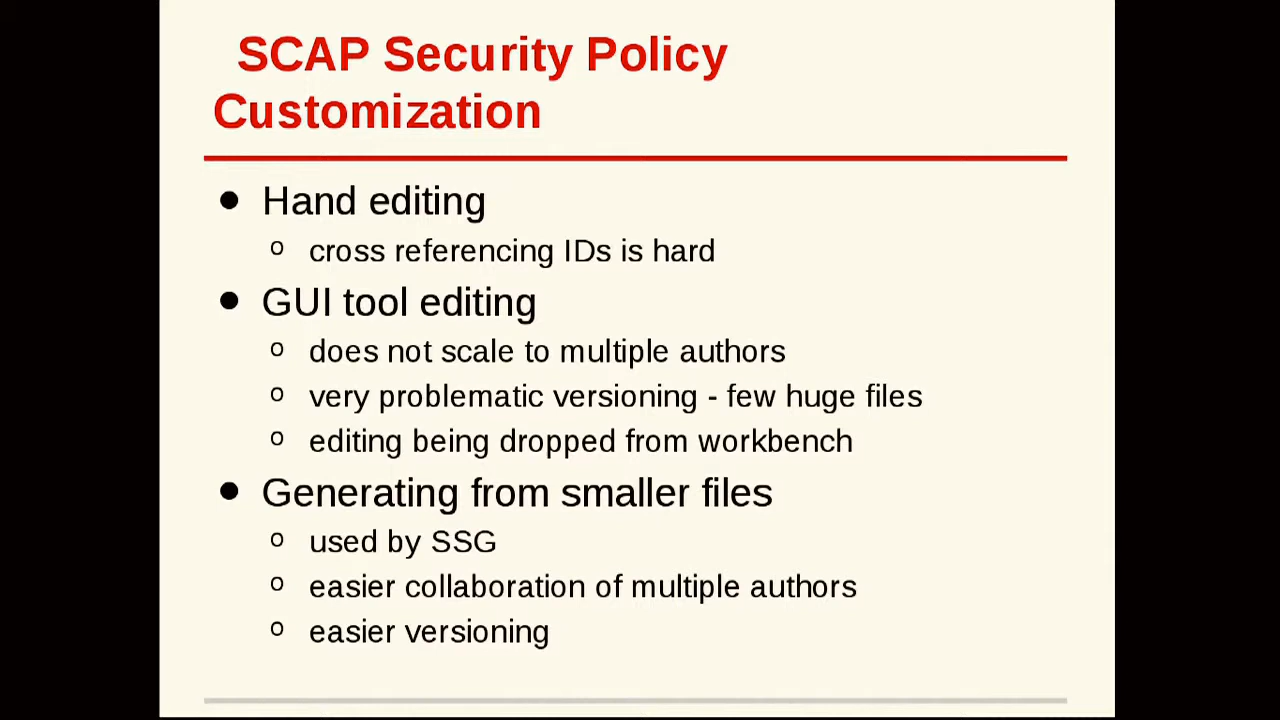 SCAP Security Policy
Customization
● Hand editing
o cross referencing IDs is hard
● GUI tool editing
o does not scale to multiple authors
o very problematic versioning - few huge files
o editing being dropped from workbench
● Generating from smaller files
o used by SSG
o easier collaboration of multiple authors
o easier versioning